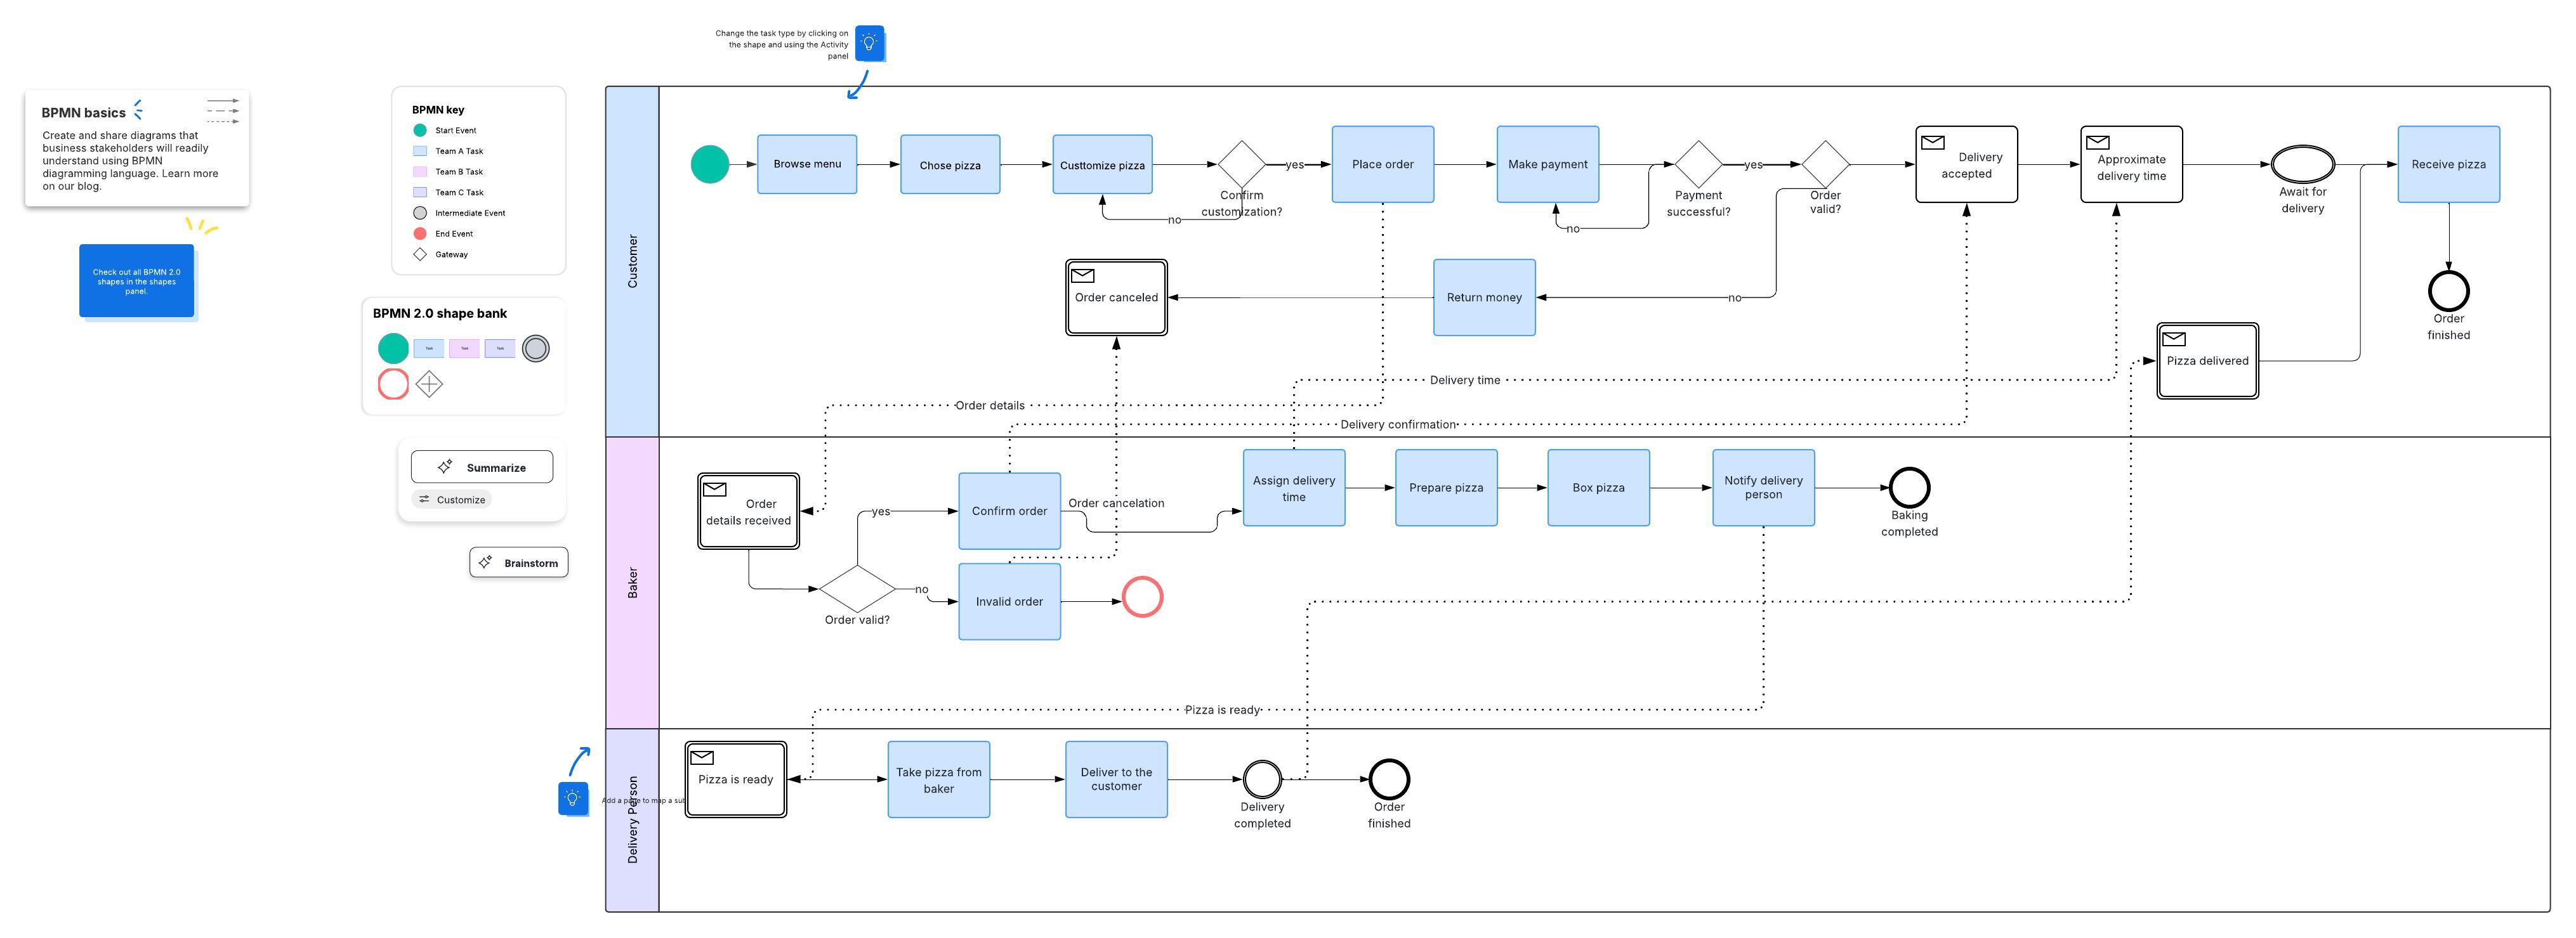 Change the task type by clicking on
the shape and using the Activity
panel
BPMN basics
Create and share diagrams that
business stakeholders will readily
understand using BPMN
diagramming language. Learn more
on our blog.
Check out all BPMN 2.0
shapes in the shapes
panel.
BPMN key
Start Event
Team A Task
Team B Task
Team C Task
Intermediate Event
End Event
Gateway
BPMN 2.0 shape bank
Task
Task
Task
Summarize
Customize
Brainstorm
Customer
Browse menu
Chose pizza
Custtomize pizza
Confirm
customization?
yes
no
Place order
Make payment
no
Payment
successful?
yes
Order
valid?
Delivery
accepted
Approximate
delivery time
Await for
delivery
Receive pizza
Order canceled
Return money
no
Order
finished
Pizza delivered
Delivery time
Order details
Delivery confirmation
Baker
Order
details received
yes
Confirm order
Order cancelation
Assign delivery
time
Prepare pizza
Box pizza
Notify delivery
person
Baking
completed
no
Invalid order
Order valid?
Pizza is ready
Delivery Person
Add a page to map a sub
Pizza is ready
Take pizza from
baker
Deliver to the
customer
Delivery
completed
Order
finished